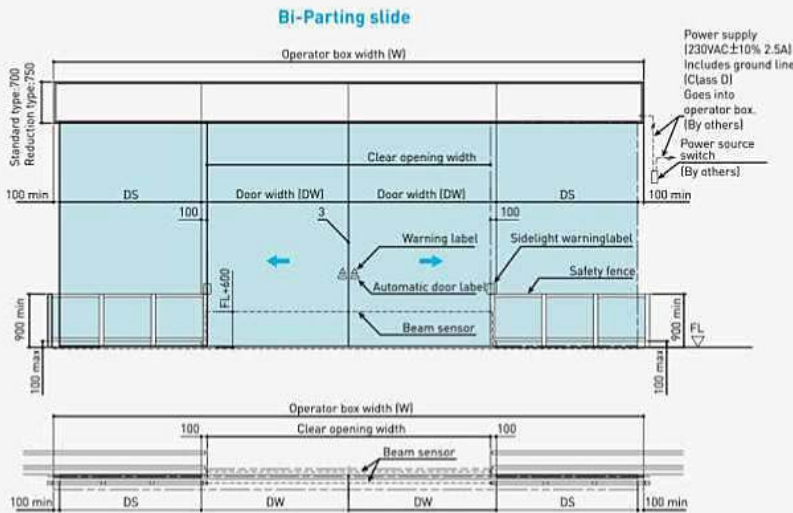 Bi-Parting slide
Operator box width (W)
Power supply
(230VAC±10% 2.5A)
Includes ground line
(Class D)
Goes into
operator box.
(By others)
Power source
switch
(By others)
Standard type:700
Reduction type:750
Clear opening width
100 min
DS
Door width (DW)
Door width (DW)
DS
100 min
100
3
100
Warning label
Sidelight warninglabel
Automatic door label
Safety fence
FL+600
Beam sensor
900 min
100 max
900 min
100 max
FL
Operator box width (W)
100
Clear opening width
100
Beam sensor
100 min
DS
DW
DW
DS
100 min